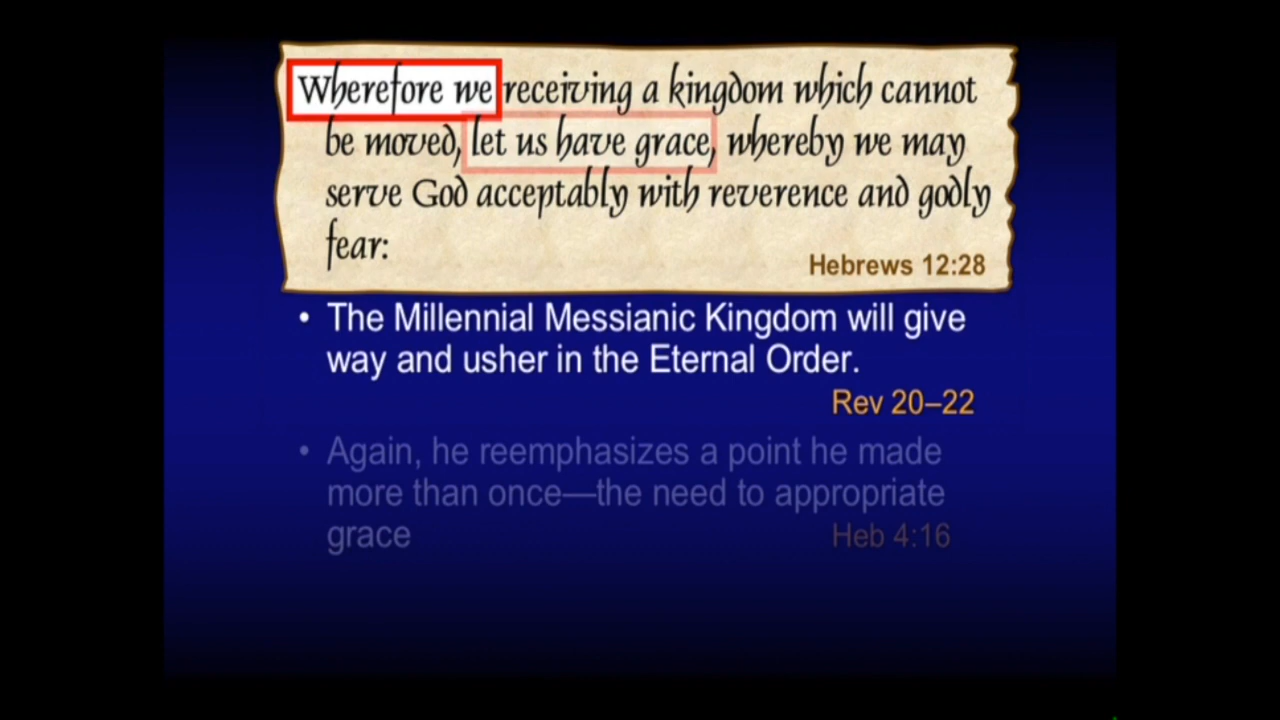 Wherefore we receiving a kingdom which cannot
be moved, let us have grace, whereby we may
serve God acceptably with reverence and godly
fear:
Hebrews 12:28
• The Millennial Messianic Kingdom will give
way and usher in the Eternal Order.
Rev 20–22
• Again, he reemphasizes a point he made
more than once—the need to appropriate
grace Heb 4:16